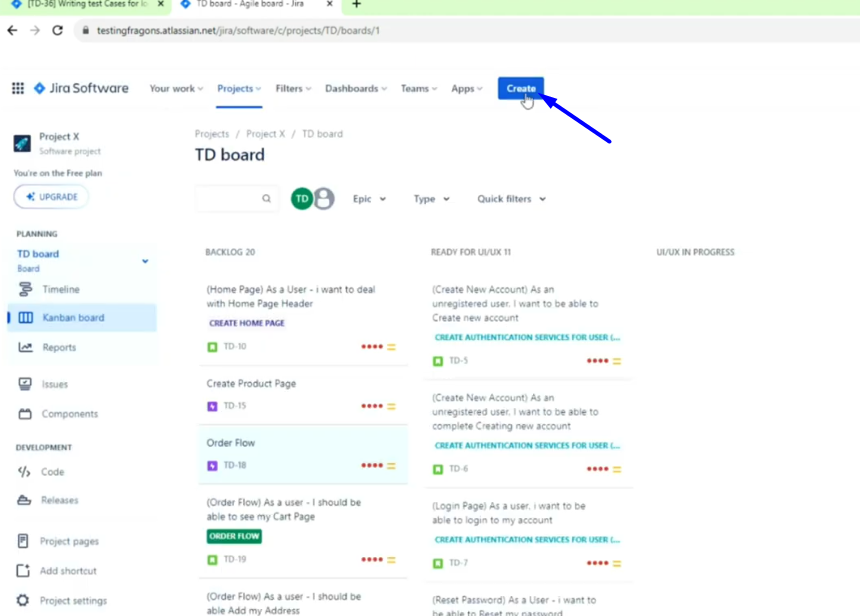 [TD-36] Writing test Cases for lo
TD board - Agile board - Jira
testingfragons.atlassian.net/jira/software/c/projects/TD/boards/1
Jira Software Your work Projects Filters Dashboards Teams Apps Create
Project X
Software project
You're on the Free plan
UPGRADE
PLANNING
TD board
Board
Timeline
Kanban board
Reports
Issues
Components
DEVELOPMENT
Code
Releases
Project pages
Add shortcut
Project settings
Projects / Project X / TD board
TD board
TD Epic Type Quick filters
BACKLOG 20
(Home Page) As a User - i want to deal
with Home Page Header
CREATE HOME PAGE
TD-10
Create Product Page
TD-15
Order Flow
TD-18
(Order Flow) As a user - I should be
able to see my Cart Page
ORDER FLOW
TD-19
(Order Flow) As a user - I should be
able Add my Address
READY FOR UI/UX 11
(Create New Account) As an
unregistered user. I want to be able to
Create new account
CREATE AUTHENTICATION SERVICES FOR USER (...
TD-5
(Create New Account) As an
unregistered user. I want to be able to
complete Creating new account
CREATE AUTHENTICATION SERVICES FOR USER (...
TD-6
(Login Page) As a user. i want to be
able to login to my account
CREATE AUTHENTICATION SERVICES FOR USER (...
TD-7
(Reset Password) As a User - i want to
be able to Reset my password
UI/UX IN PROGRESS